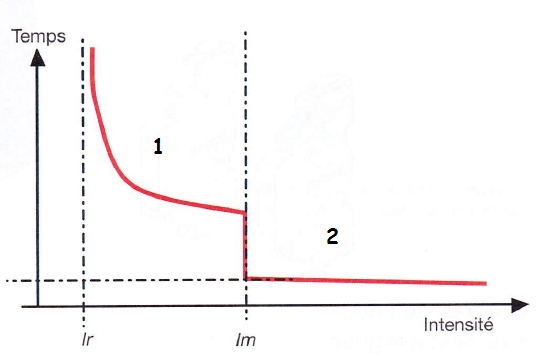 Temps
1
2
Intensité
Ir
Im